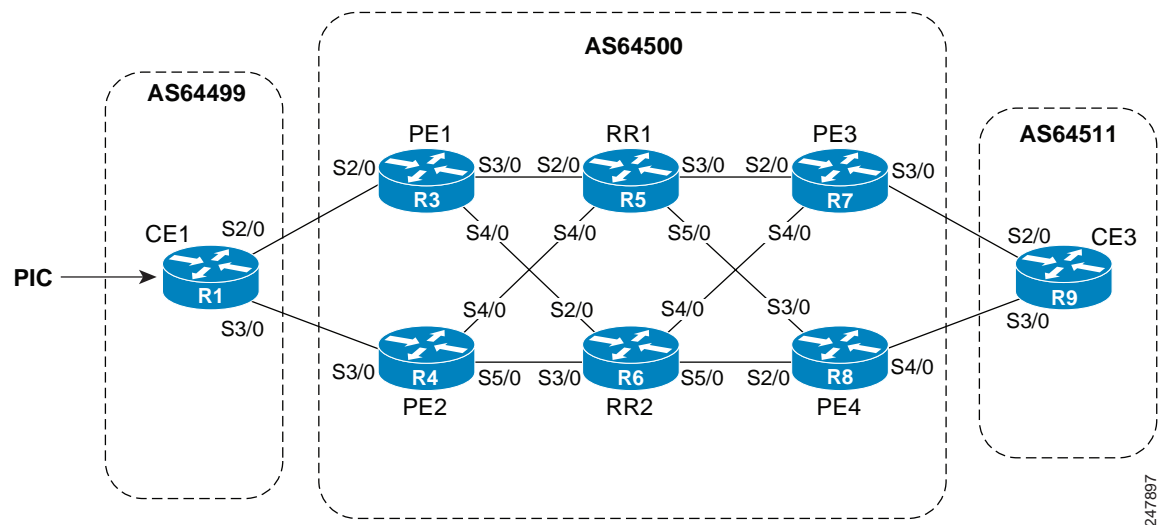 AS64500
AS64499
AS64511
PE1 RR1 PE3
S2/0 S3/0 S2/0 S3/0 S2/0 S3/0
R3 R5 R7
CE1 S2/0 S4/0 S4/0 S5/0 S4/0 S2/0 CE3
PIC R1 R9
S3/0 S4/0 S2/0 S4/0 S3/0 S3/0
S3/0 R4 S5/0 S3/0 R6 S5/0 S2/0 R8 S4/0
PE2 RR2 PE4
247897